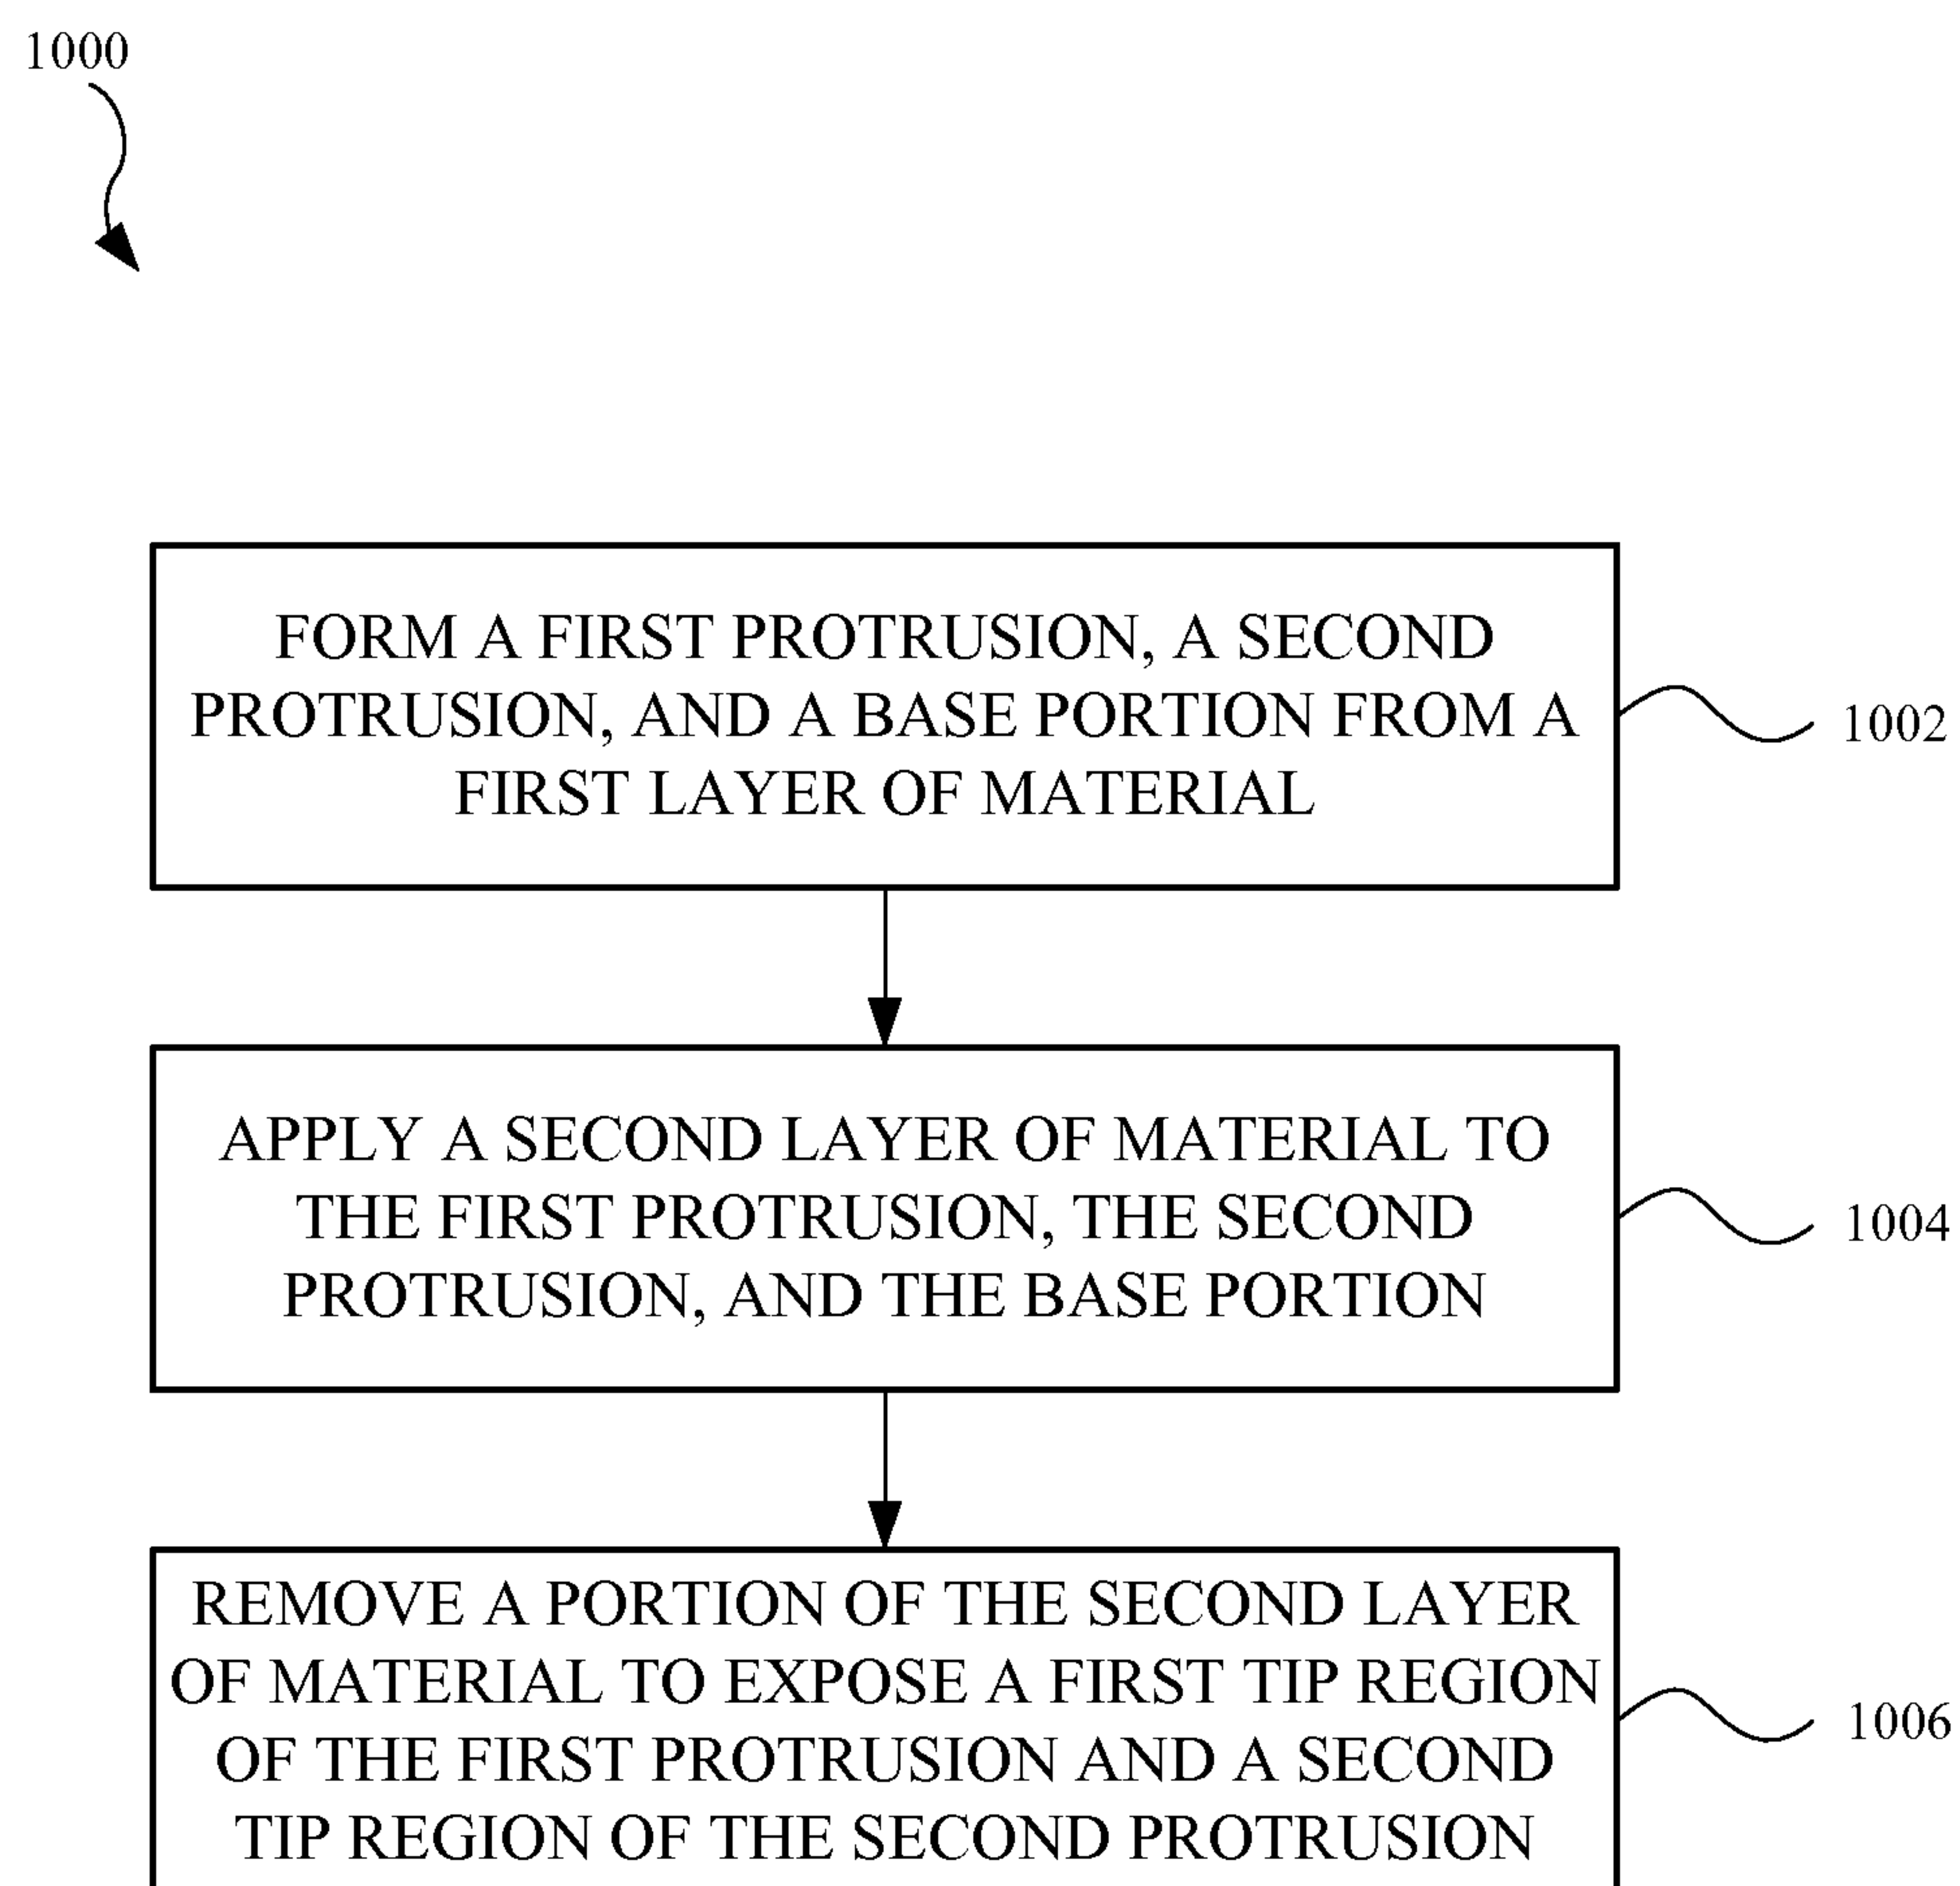 1000
FORM A FIRST PROTRUSION, A SECOND
PROTRUSION, AND A BASE PORTION FROM A
FIRST LAYER OF MATERIAL
1002
APPLY A SECOND LAYER OF MATERIAL TO
THE FIRST PROTRUSION, THE SECOND
PROTRUSION, AND THE BASE PORTION
1004
REMOVE A PORTION OF THE SECOND LAYER
OF MATERIAL TO EXPOSE A FIRST TIP REGION
OF THE FIRST PROTRUSION AND A SECOND
TIP REGION OF THE SECOND PROTRUSION
1006